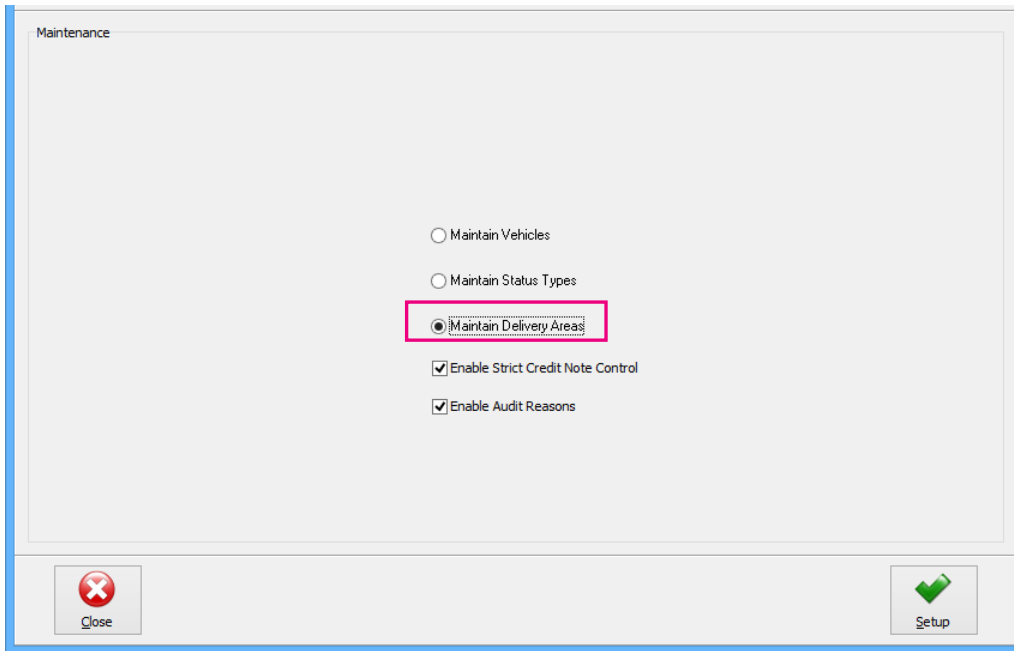 Maintenance
Maintain Vehicles
Maintain Status Types
Maintain Delivery Areas
Enable Strict Credit Note Control
Enable Audit Reasons
Close
Setup